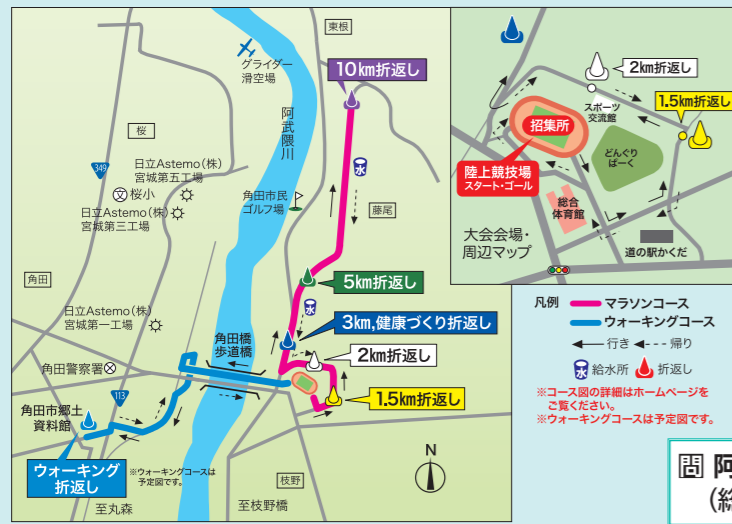 東根
グライダー
滑空場
10km折返し
阿武隈川
桜
349
日立Astemo(株)
宮城第五工場
文
桜小
日立Astemo(株)
宮城第三工場
角田市民
ゴルフ場
水
藤尾
角田
5km折返し
水
日立Astemo(株)
宮城第一工場
角田橋
歩道橋
3km,健康づくり折返し
2km折返し
角田警察署
113
1.5km折返し
角田市郷土
資料館
ウォーキング
折返し
※ウォーキングコースは
予定図です。
枝野
至丸森
至枝野橋
N
2km折返し
スポーツ
交流館
1.5km折返し
招集所
陸上競技場
スタート・ゴール
どんぐり
ぱーく
総合
体育館
大会会場・
周辺マップ
道の駅かくだ
凡例
マラソンコース
ウォーキングコース
行き
帰り
水
給水所
折返し
※コース図の詳細はホームページを
ご覧ください。
※ウォーキングコースは予定図です。
問 阿
(総